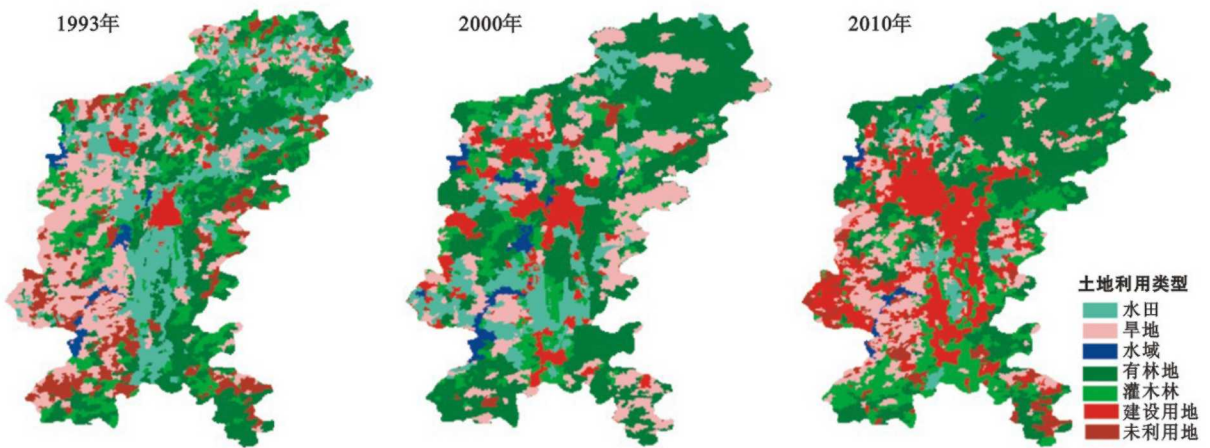 1993年
2000年
2010年
土地利用类型
水田
旱地
水域
有林地
灌木林
建设用地
未利用地